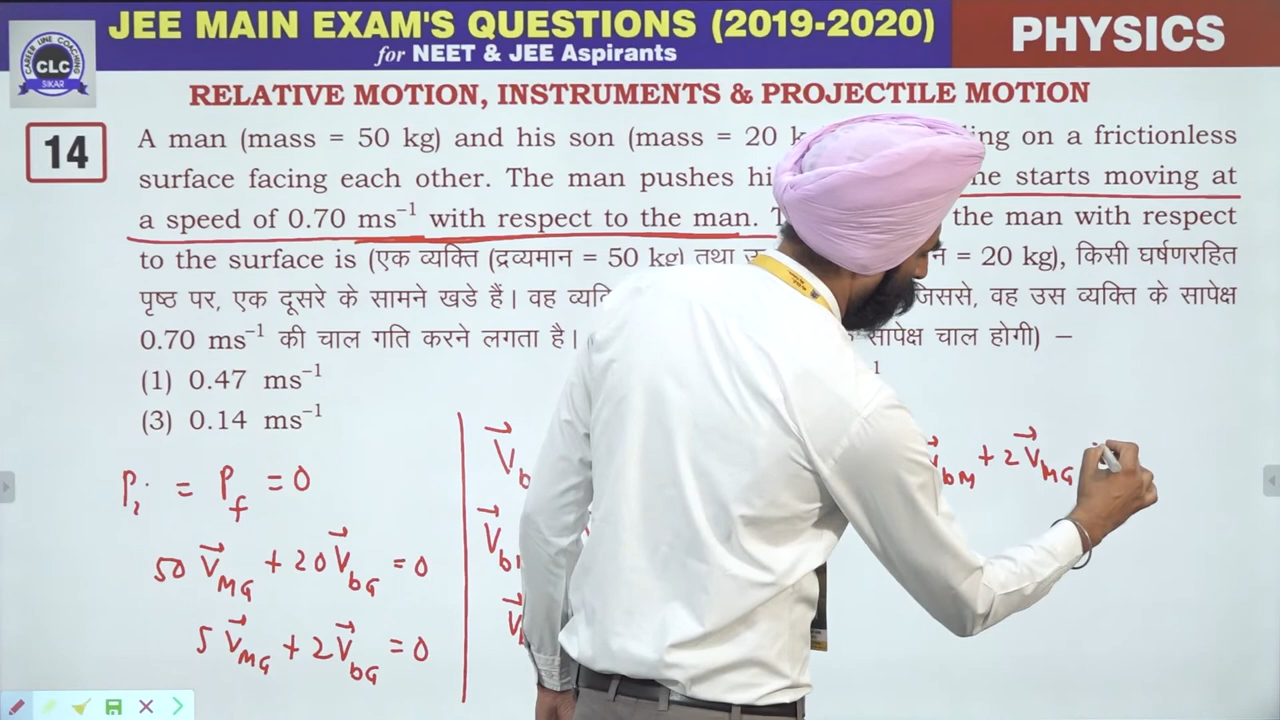 JEE MAIN EXAM'S QUESTIONS (2019-2020)
for NEET & JEE Aspirants
PHYSICS
CAREER LINE COACHING
CLC
SIKAR
RELATIVE MOTION, INSTRUMENTS & PROJECTILE MOTION
14
A man (mass = 50 kg) and his son (mass = 20 k ing on a frictionless
surface facing each other. The man pushes hi he starts moving at
a speed of 0.70 ms⁻¹ with respect to the man. T the man with respect
to the surface is (एक व्यक्ति (द्रव्यमान = 50 kg) तथा = 20 kg), किसी घर्षणरहित
पृष्ठ पर, एक दूसरे के सामने खडे हैं। वह जिससे, वह उस व्यक्ति के सापेक्ष
0.70 ms⁻¹ की चाल गति करने लगता है। सापेक्ष चाल होगी) –
(1) 0.47 ms⁻¹
(3) 0.14 ms⁻¹
Pᵢ = P_f = 0
50 V⃗_MG + 20 V⃗_bG = 0
5 V⃗_MG + 2 V⃗_bG = 0
V⃗_b
V⃗_b
V⃗
_bM + 2 V⃗_MG